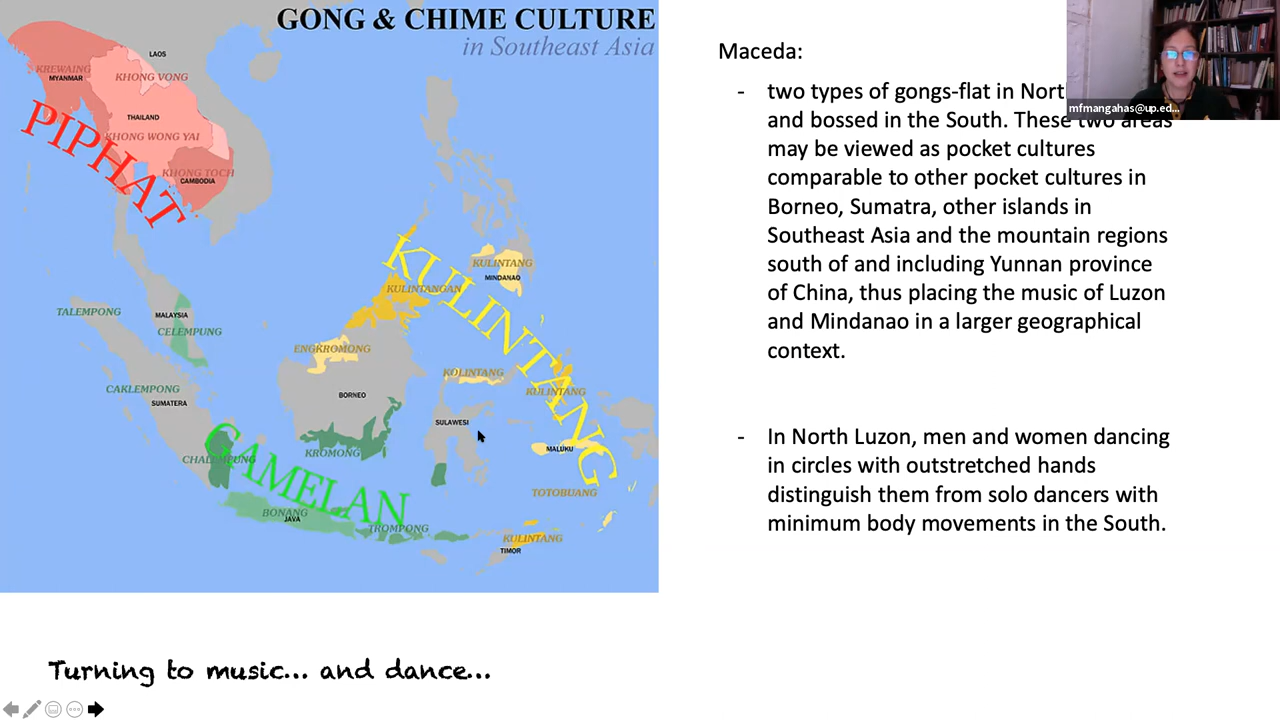 GONG & CHIME CULTURE
in Southeast Asia
KREWAING
MYANMAR
LAOS
KHONG VONG
THAILAND
KHONG WONG YAI
KHONG TOCH
CAMBODIA
PIPHAT
KULINTANG
KULINTANG
MINDANAO
KULINTANGAN
TALEMPONG
MALAYSIA
CELEMPUNG
ENGKROMONG
CAKLEMPONG
SUMATERA
BORNEO
KOLINTANG
KULINTANG
SULAWESI
MALUKU
CHALEMPUNG
KROMONG
GAMELAN
TOTOBUANG
BONANG
JAVA
TROMPONG
KULINTANG
TIMOR
Maceda:
- two types of gongs-flat in Nort
and bossed in the South. These two areas
may be viewed as pocket cultures
comparable to other pocket cultures in
Borneo, Sumatra, other islands in
Southeast Asia and the mountain regions
south of and including Yunnan province
of China, thus placing the music of Luzon
and Mindanao in a larger geographical
context.
- In North Luzon, men and women dancing
in circles with outstretched hands
distinguish them from solo dancers with
minimum body movements in the South.
mfmangahas@up.ed...
Turning to music... and dance...